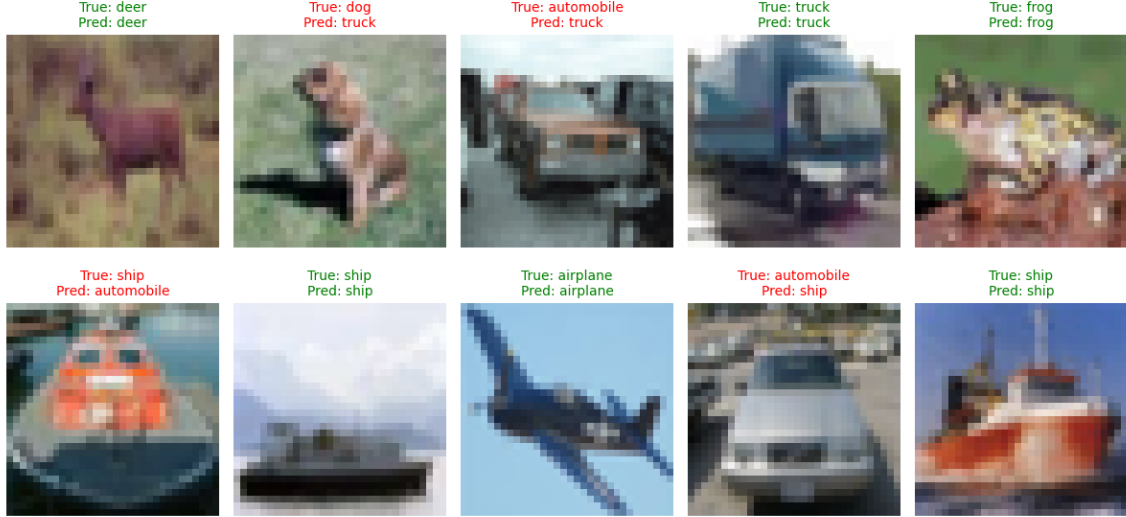 True: deer
Pred: deer
True: dog
Pred: truck
True: automobile
Pred: truck
True: truck
Pred: truck
True: frog
Pred: frog
True: ship
Pred: automobile
True: ship
Pred: ship
True: airplane
Pred: airplane
True: automobile
Pred: ship
True: ship
Pred: ship